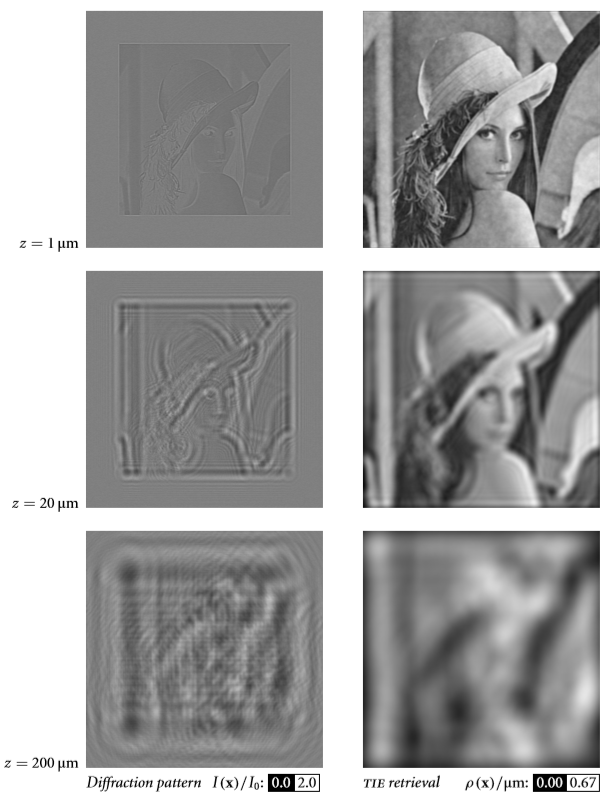 z = 1 μm
z = 20 μm
z = 200 μm
Diffraction pattern I(x)/I₀: 0.0 2.0
TIE retrieval ρ(x)/μm: 0.00 0.67